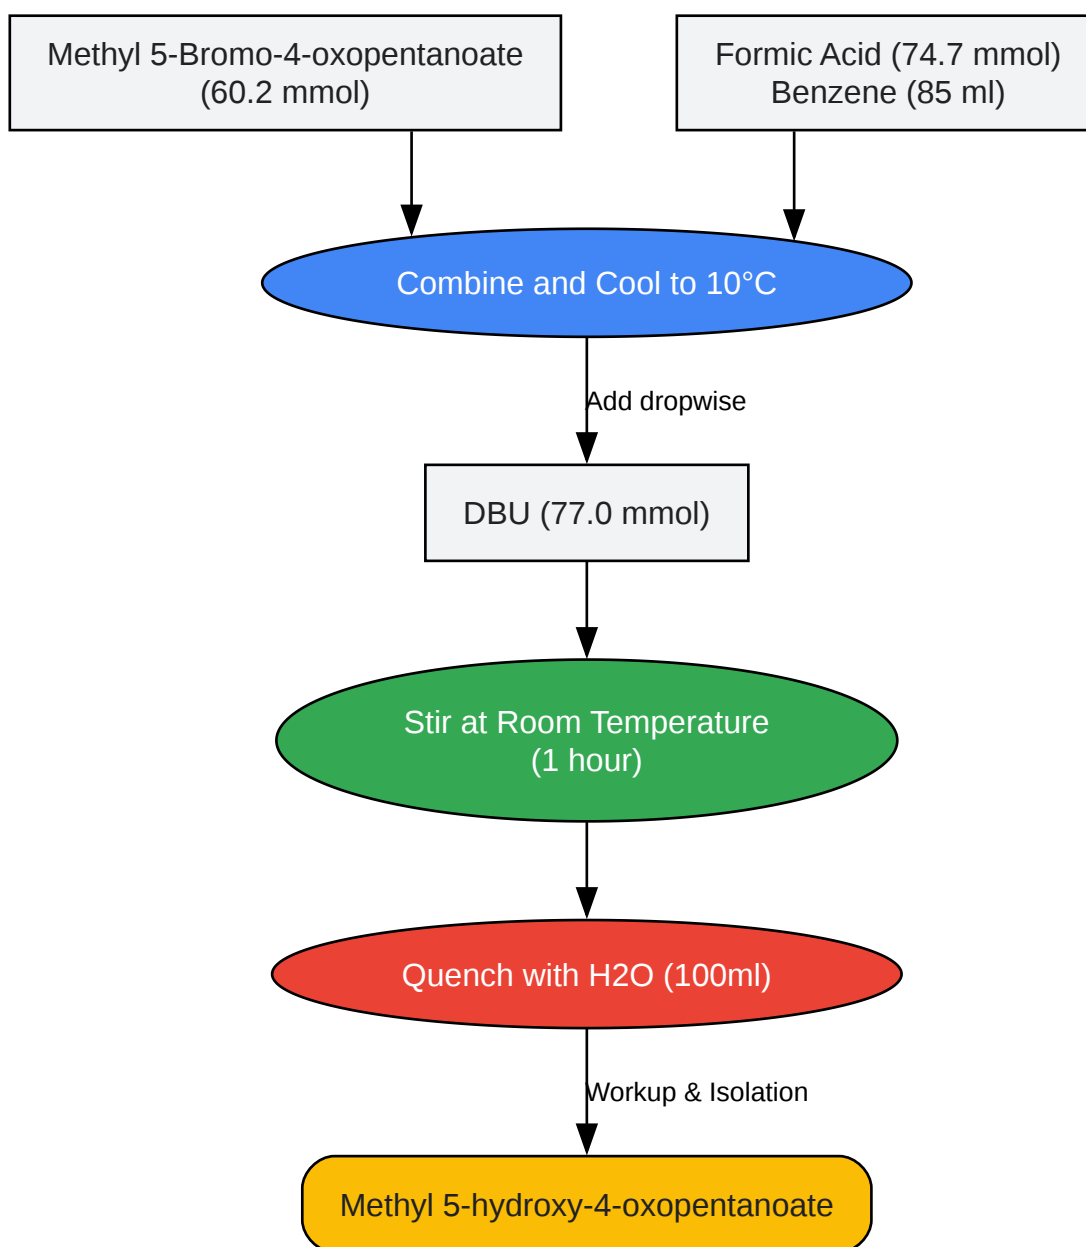 Methyl 5-Bromo-4-oxopentanoate
(60.2 mmol)
Formic Acid (74.7 mmol)
Benzene (85 ml)
Combine and Cool to 10°C
Add dropwise
DBU (77.0 mmol)
Stir at Room Temperature
(1 hour)
Quench with H2O (100ml)
Workup & Isolation
Methyl 5-hydroxy-4-oxopentanoate